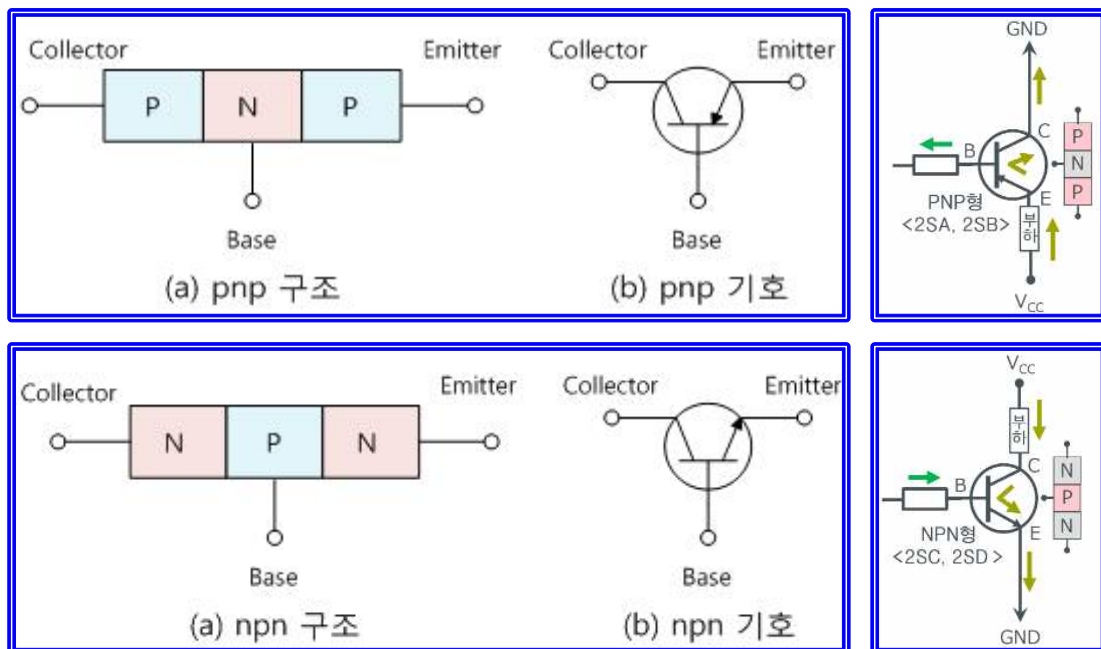 Collector
Emitter
P N P
Base
(a) pnp 구조
Collector
Emitter
Base
(b) pnp 기호
GND
C
B
E
P
N
P
PNP형
<2SA, 2SB>
부하
VCC
Collector
Emitter
N P N
Base
(a) npn 구조
Collector
Emitter
Base
(b) npn 기호
VCC
부하
C
B
E
N
P
N
NPN형
<2SC, 2SD >
GND